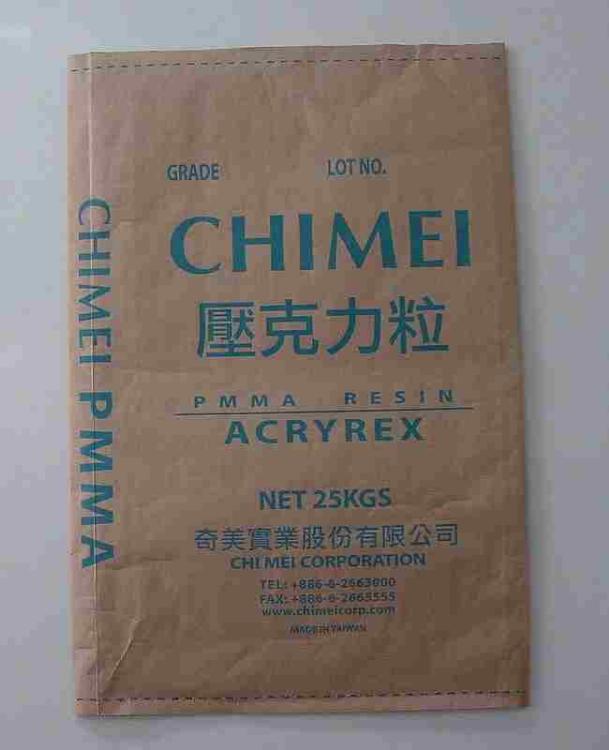 GRADE LOT NO.
CHIMEI
壓克力粒
PMMA RESIN
ACRYREX
NET 25KGS
奇美實業股份有限公司
CHI MEI CORPORATION
TEL: +886-6-2663000
FAX: +886-6-2665555
www.chimeicorp.com
MADE IN TAIWAN
CHIMEI PMMA